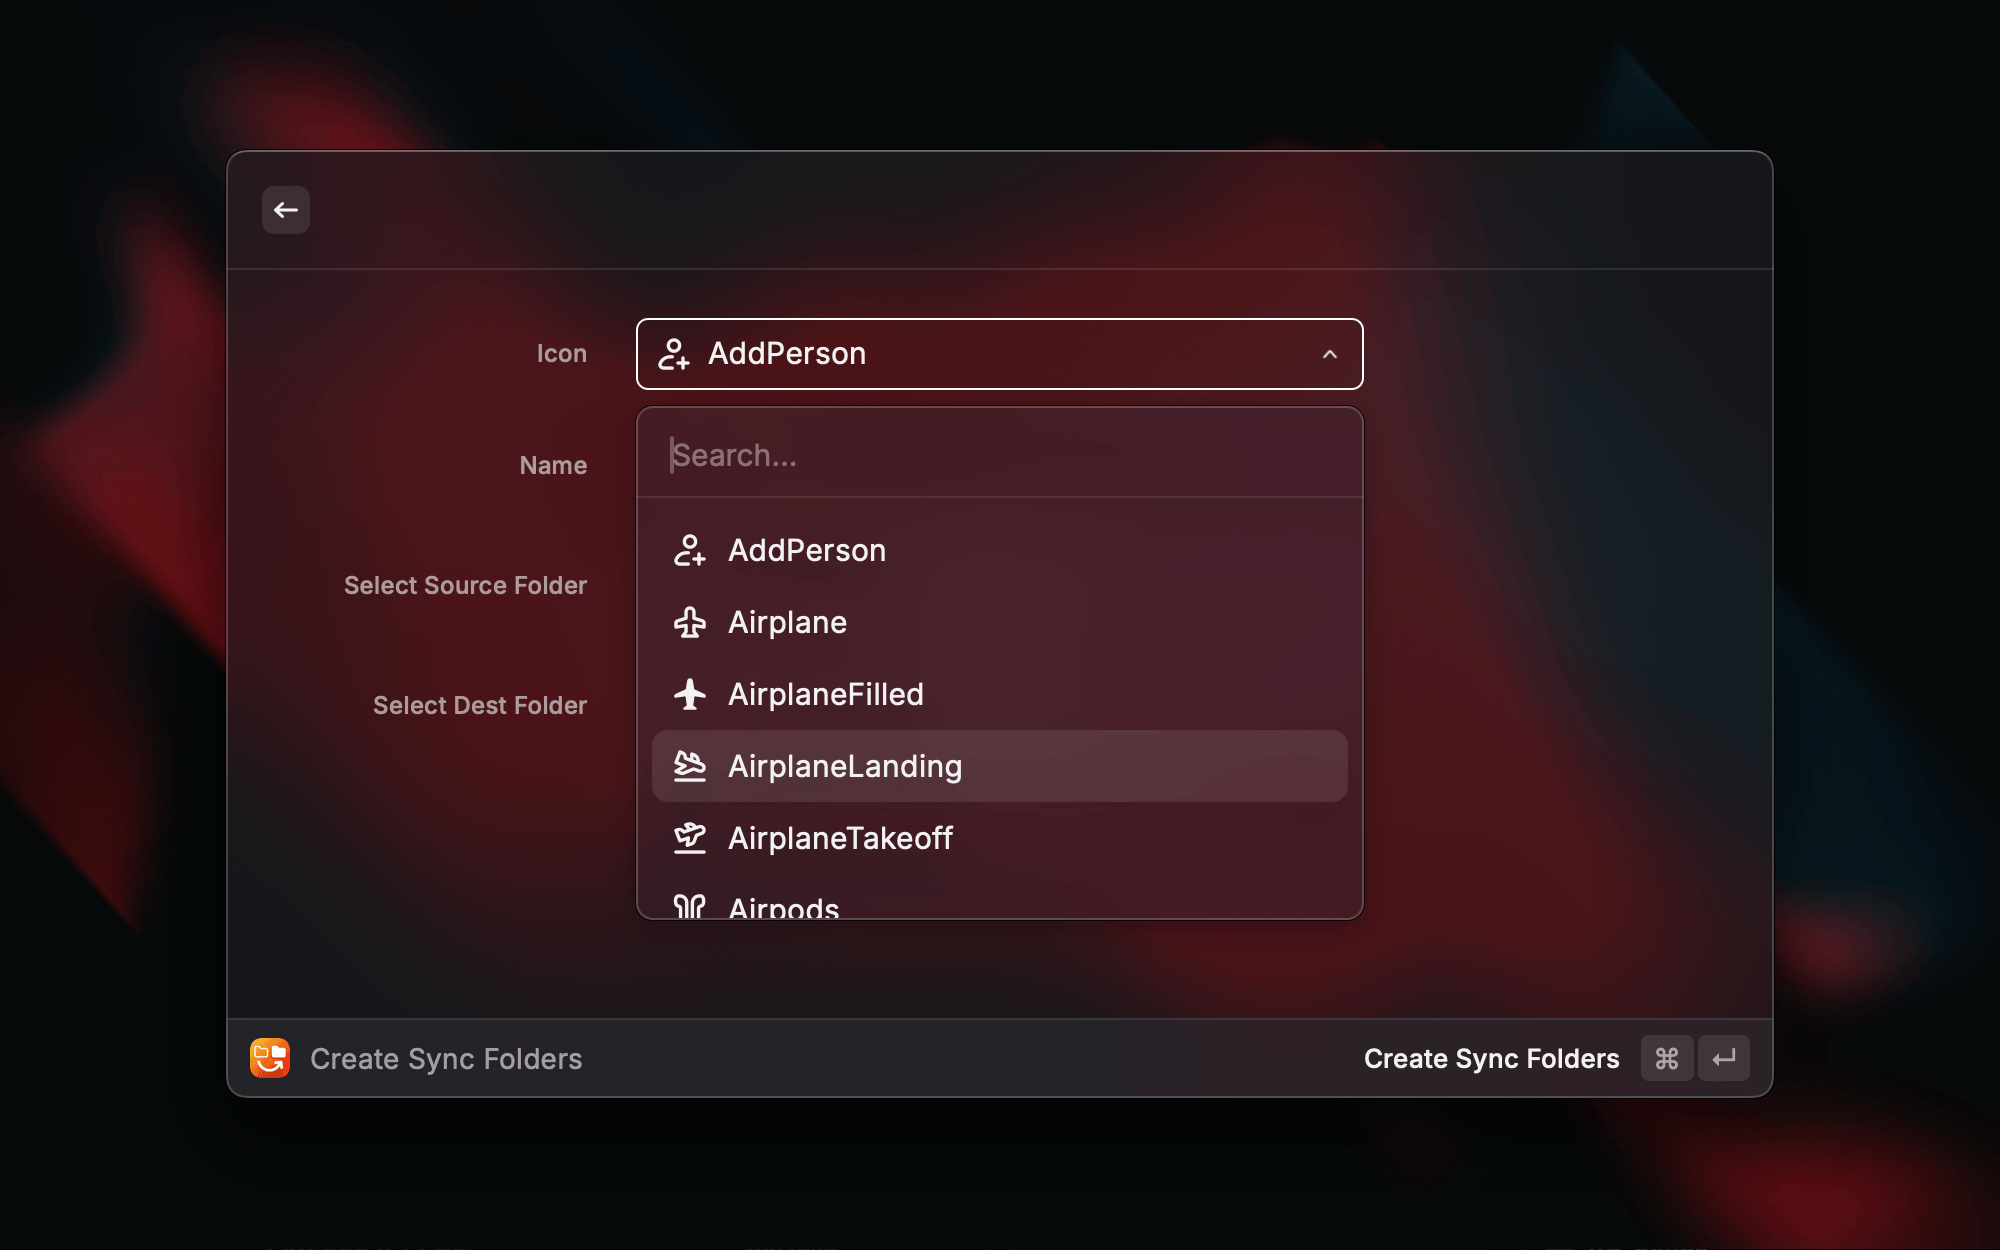 Icon
AddPerson
Search...
Name
AddPerson
Select Source Folder
Airplane
AirplaneFilled
Select Dest Folder
AirplaneLanding
AirplaneTakeoff
Airpods
Create Sync Folders
Create Sync Folders ⌘ ↵